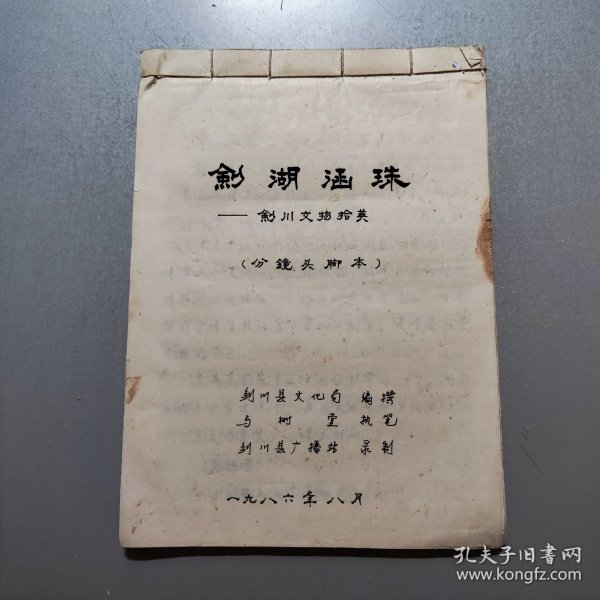 劍湖涵珠
——劍川文物拾英
(分鏡头脚本)
剑川县文化局 编撰
马树堂 执笔
剑川县广播站 录制
一九八六年八月
孔夫子旧书网
www.kongfz.com